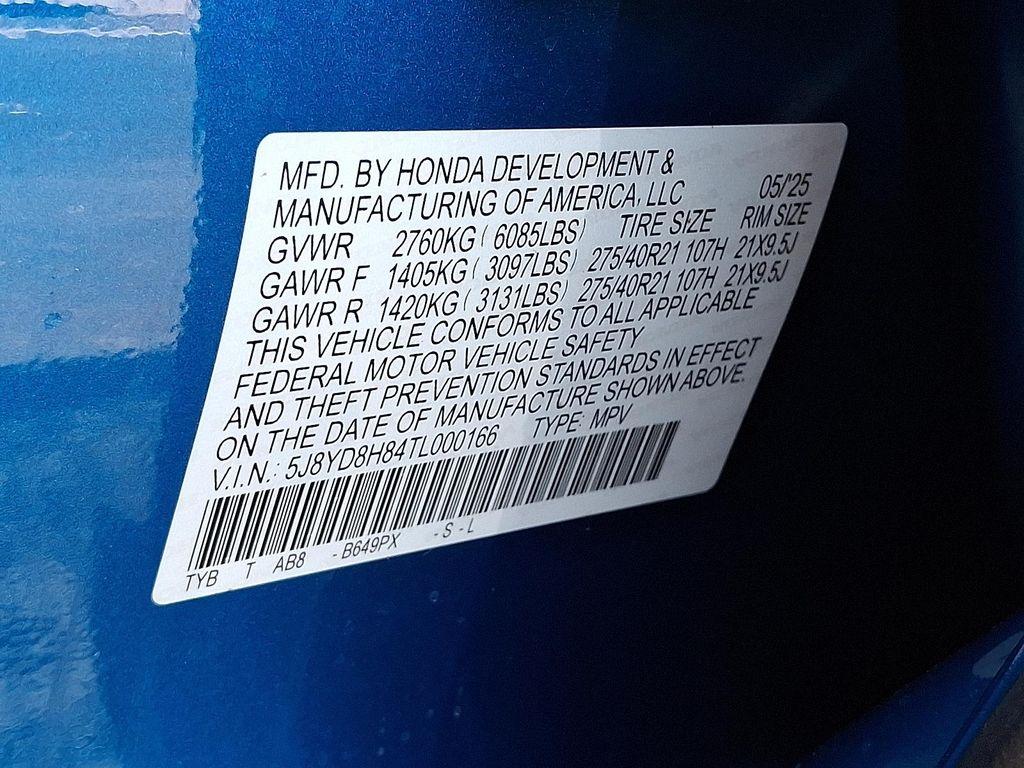 MFD. BY HONDA DEVELOPMENT &
MANUFACTURING OF AMERICA, LLC 05/'25
GVWR 2760KG ( 6085LBS) TIRE SIZE RIM SIZE
GAWR F 1405KG ( 3097LBS) 275/40R21 107H 21X9.5J
GAWR R 1420KG ( 3131LBS) 275/40R21 107H 21X9.5J
THIS VEHICLE CONFORMS TO ALL APPLICABLE
FEDERAL MOTOR VEHICLE SAFETY
AND THEFT PREVENTION STANDARDS IN EFFECT
ON THE DATE OF MANUFACTURE SHOWN ABOVE.
V.I.N.: 5J8YD8H84TL000166 TYPE: MPV
TYB T AB8 - B649PX - S - L